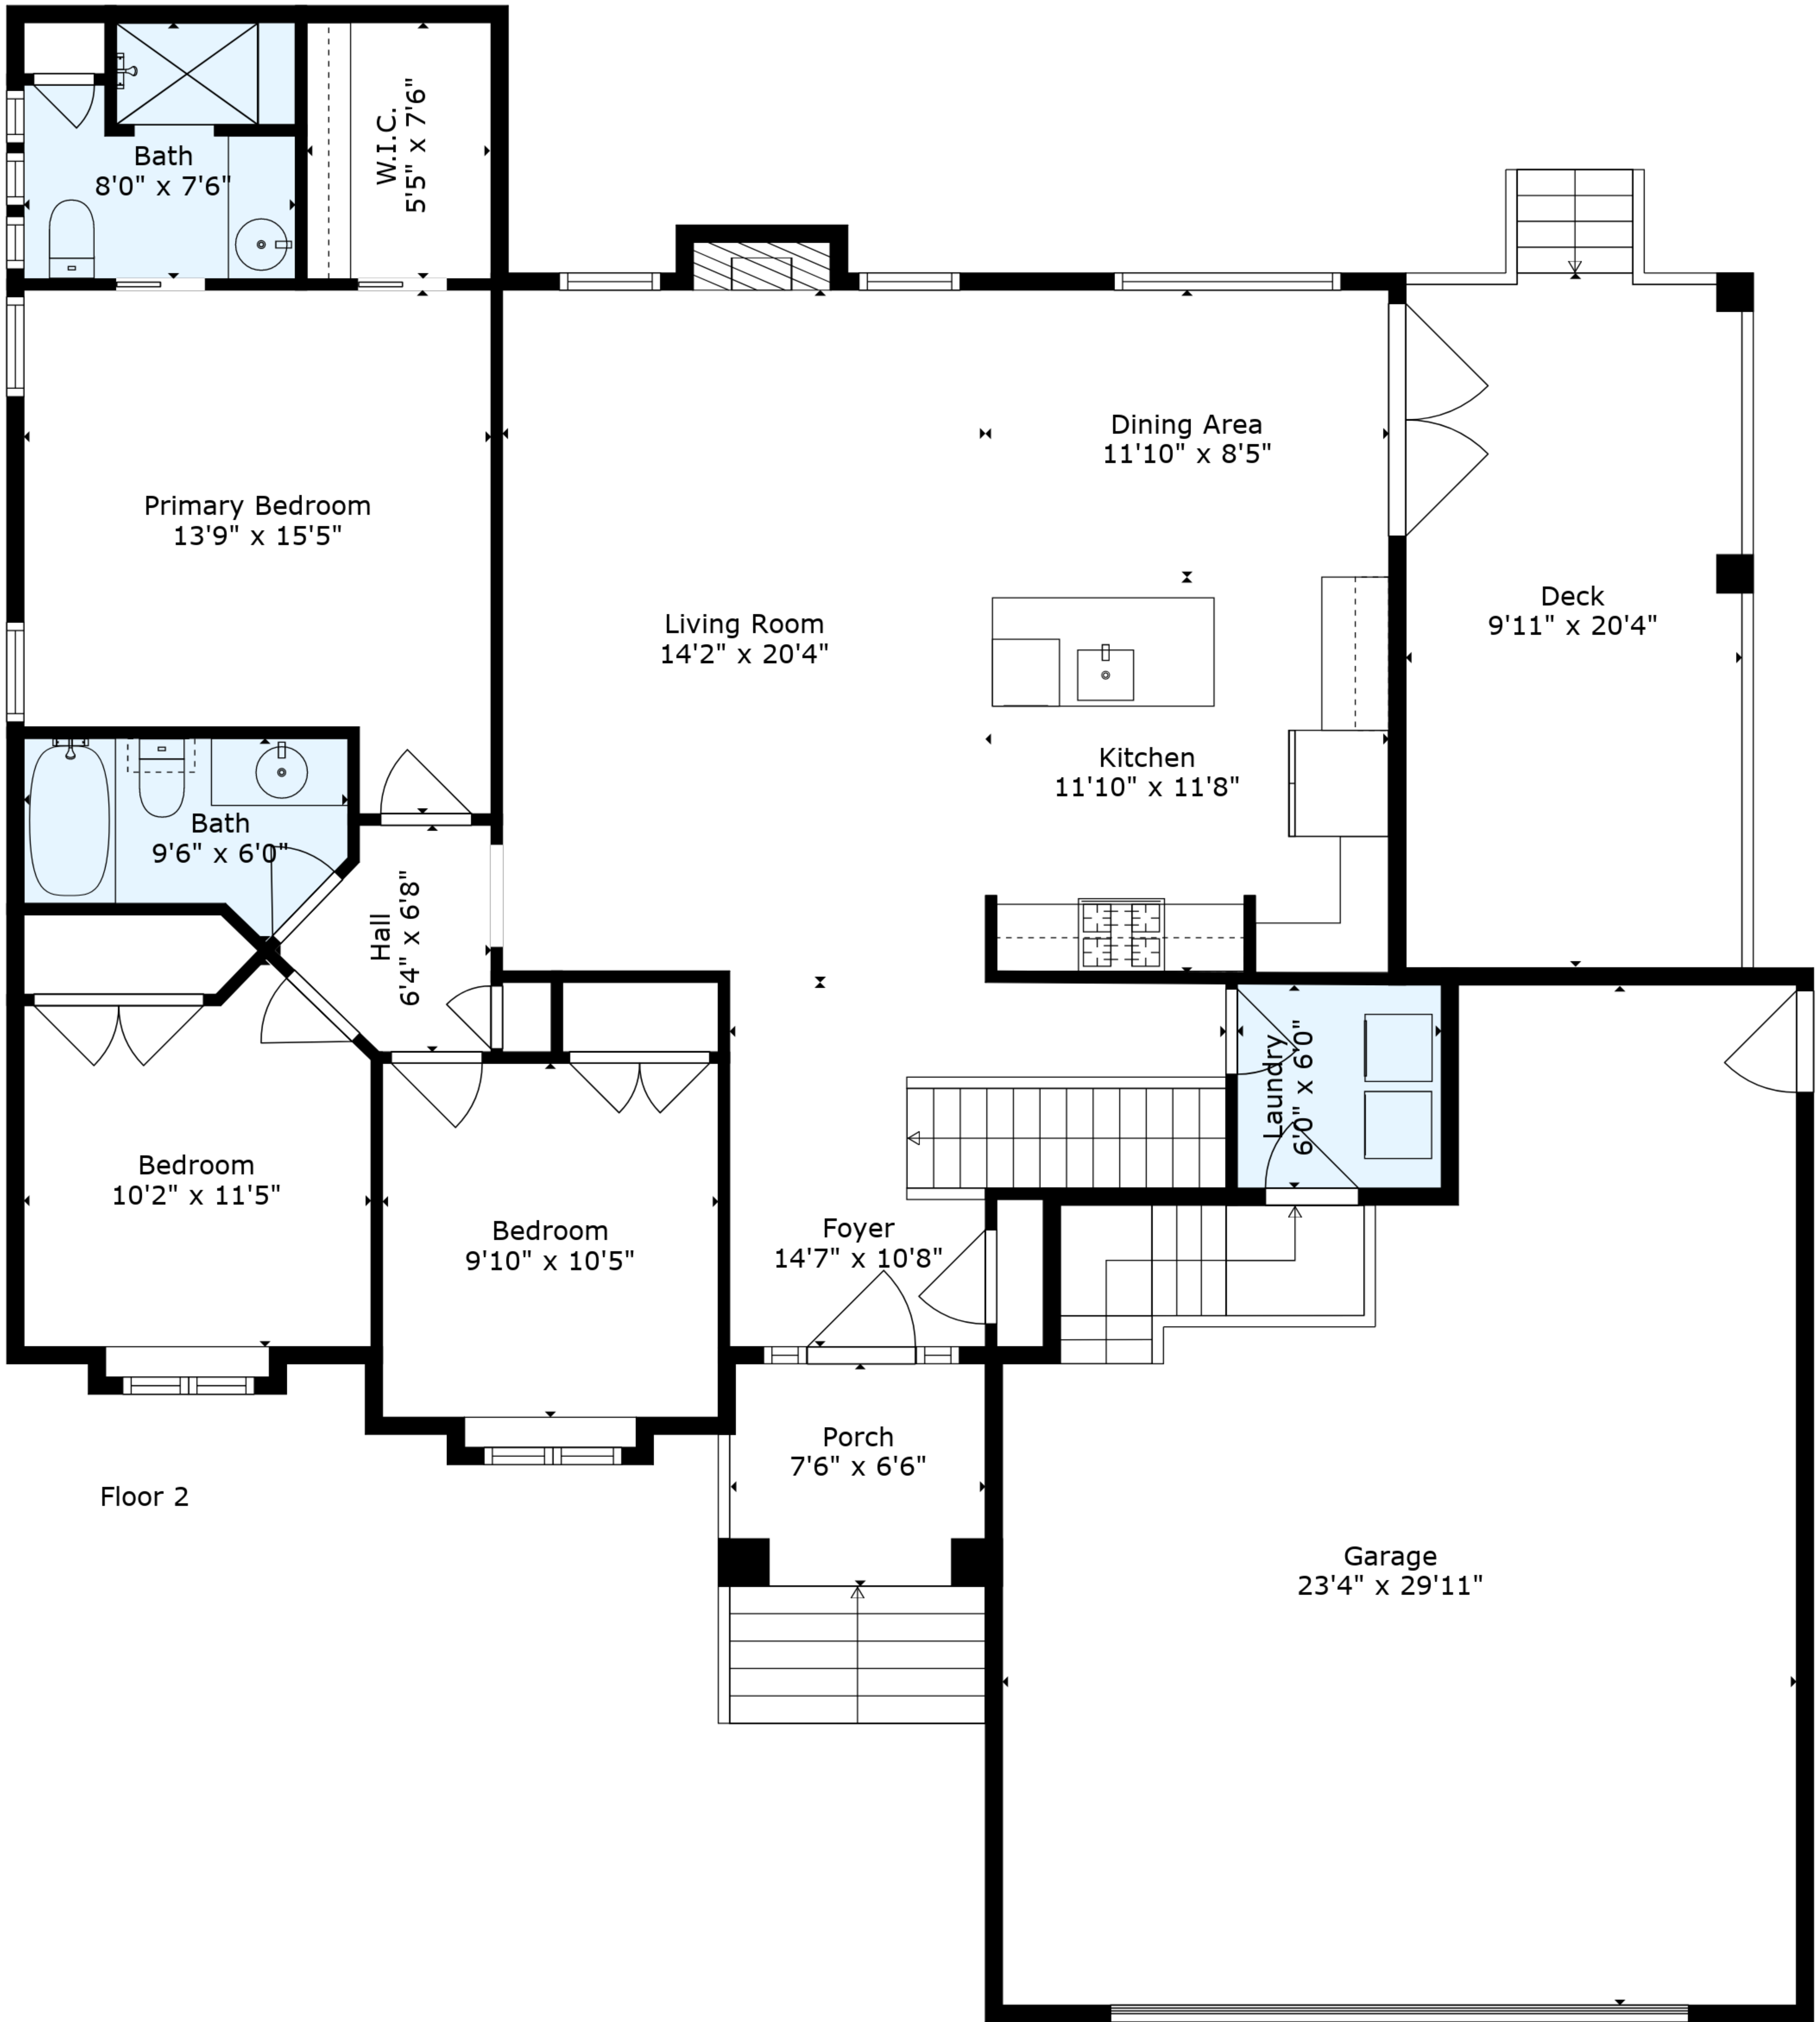 Bath
8'0" x 7'6"
W.I.C.
5'5" x 7'6"
Dining Area
11'10" x 8'5"
Primary Bedroom
13'9" x 15'5"
Living Room
14'2" x 20'4"
Deck
9'11" x 20'4"
Kitchen
11'10" x 11'8"
Bath
9'6" x 6'0"
Hall
6'4" x 6'8"
Laundry
6'0" x 6'0"
Bedroom
10'2" x 11'5"
Bedroom
9'10" x 10'5"
Foyer
14'7" x 10'8"
Porch
7'6" x 6'6"
Floor 2
Garage
23'4" x 29'11"